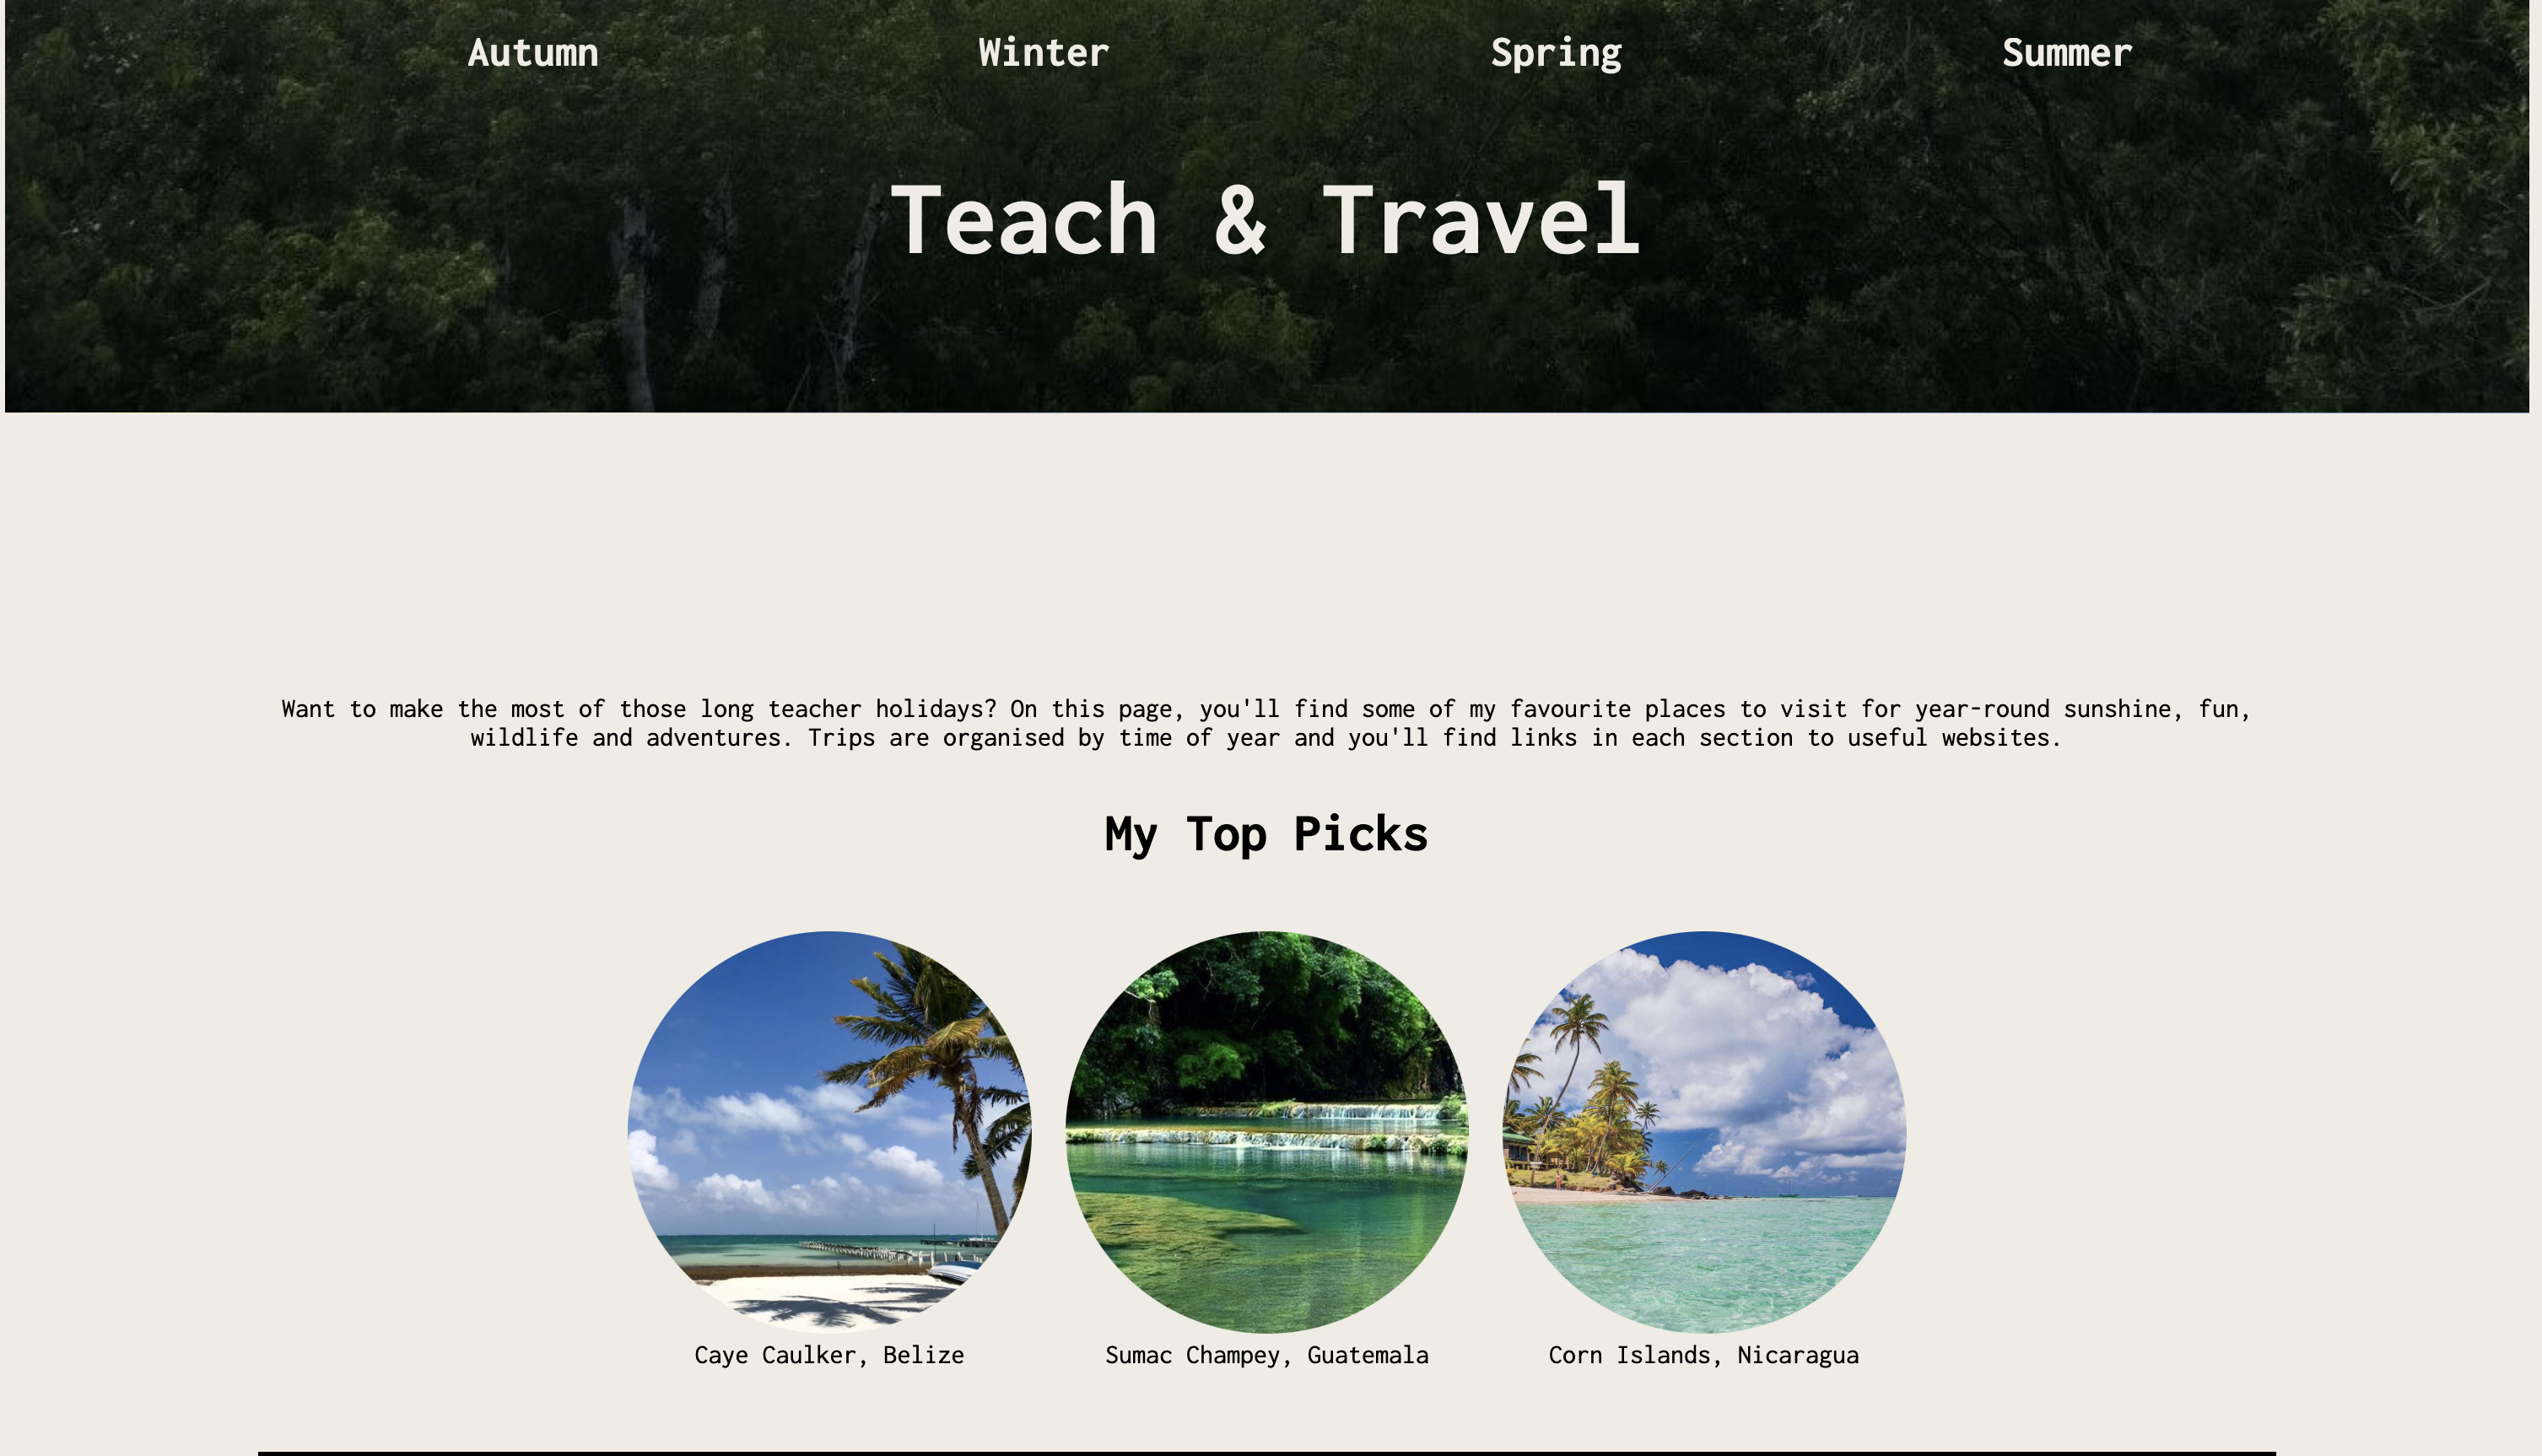 Autumn Winter Spring Summer
Teach & Travel
Want to make the most of those long teacher holidays? On this page, you'll find some of my favourite places to visit for year-round sunshine, fun,
wildlife and adventures. Trips are organised by time of year and you'll find links in each section to useful websites.
My Top Picks
Caye Caulker, Belize
Sumac Champey, Guatemala
Corn Islands, Nicaragua